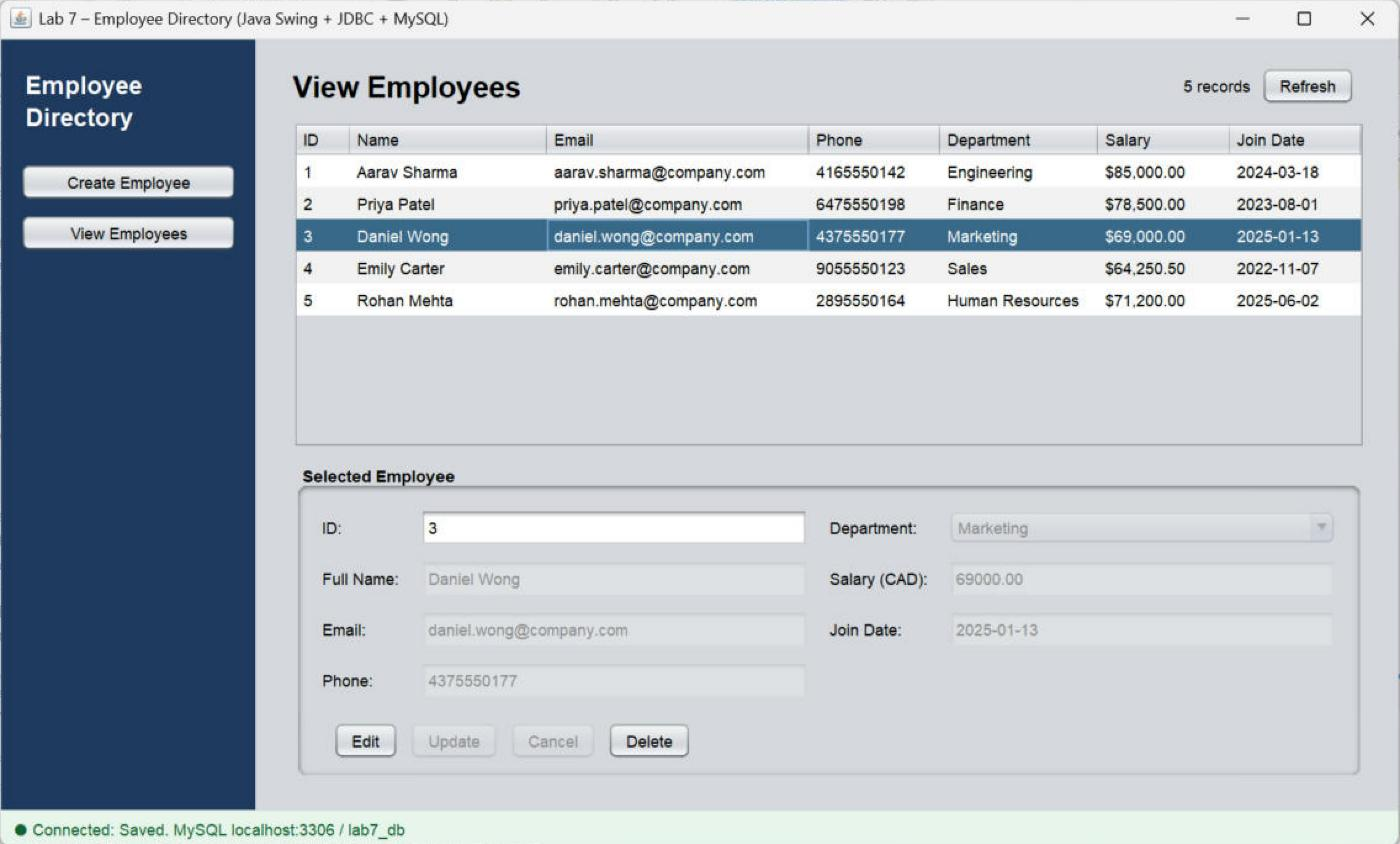 Lab 7 – Employee Directory (Java Swing + JDBC + MySQL)
Employee
Directory
Create Employee
View Employees
View Employees
5 records Refresh
ID Name Email Phone Department Salary Join Date
1 Aarav Sharma aarav.sharma@company.com 4165550142 Engineering $85,000.00 2024-03-18
2 Priya Patel priya.patel@company.com 6475550198 Finance $78,500.00 2023-08-01
3 Daniel Wong daniel.wong@company.com 4375550177 Marketing $69,000.00 2025-01-13
4 Emily Carter emily.carter@company.com 9055550123 Sales $64,250.50 2022-11-07
5 Rohan Mehta rohan.mehta@company.com 2895550164 Human Resources $71,200.00 2025-06-02
Selected Employee
ID: 3 Department: Marketing
Full Name: Daniel Wong Salary (CAD): 69000.00
Email: daniel.wong@company.com Join Date: 2025-01-13
Phone: 4375550177
Edit Update Cancel Delete
Connected: Saved. MySQL localhost:3306 / lab7_db